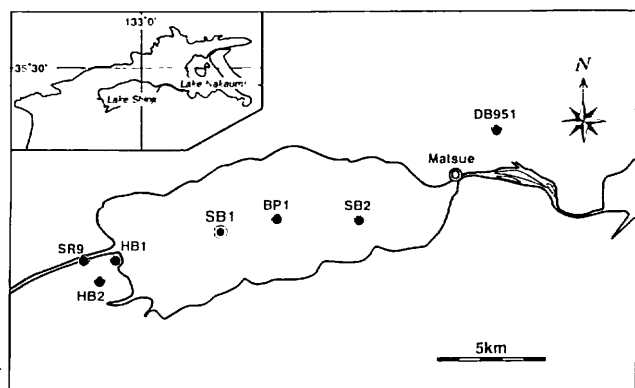 133°0'
35°30'
Lake Nakaumi
Lake Shinji
N
DB951
Matsue
SB1
BP1
SB2
SR9
HB1
HB2
5km